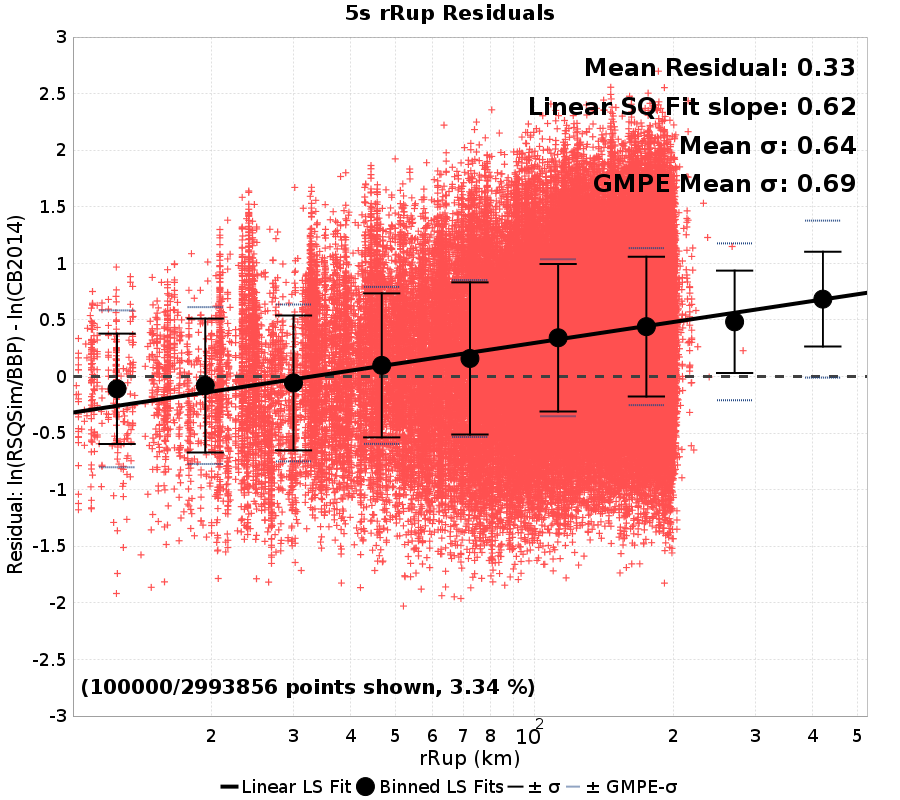 5s rRup Residuals
Mean Residual: 0.33
Linear SQ Fit slope: 0.62
Mean σ: 0.64
GMPE Mean σ: 0.69
3
2.5
2
1.5
1
0.5
0
-0.5
-1
-1.5
-2
-2.5
-3
Residual: ln(RSQSim/BBP) - ln(CB2014)
(100000/2993856 points shown, 3.34 %)
2 3 4 5 6 7 8 10² 2 3 4 5
rRup (km)
Linear LS Fit Binned LS Fits ± σ ± GMPE-σ